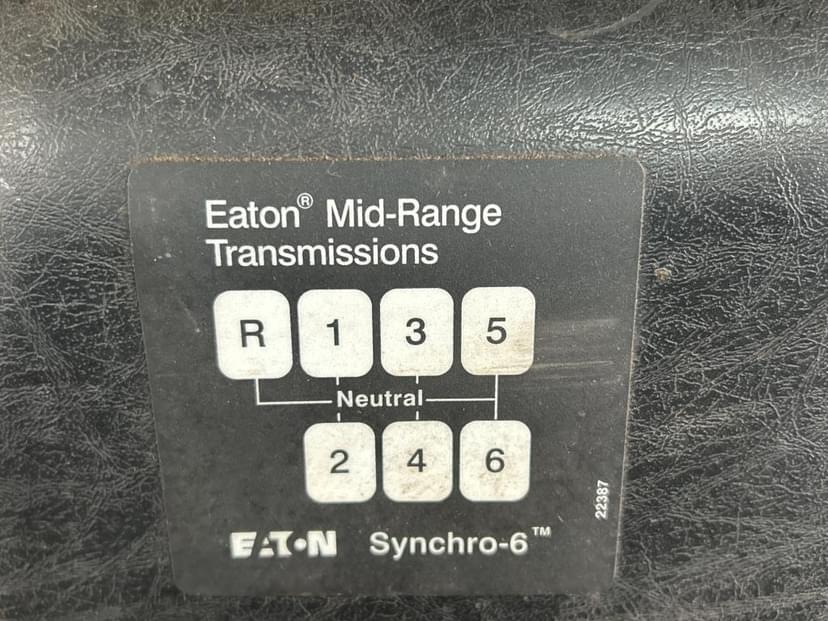 Eaton® Mid-Range
Transmissions
R 1 3 5
Neutral
2 4 6
22387
EATON Synchro-6™